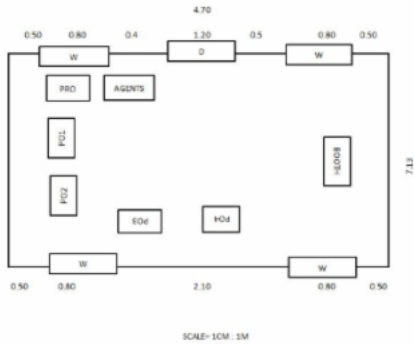 4.70
0.50 0.80 0.4 1.20 0.5 0.80 0.50
W D W
PRO AGENTS
PO1
BOOTH
7.13
PO2
PO3 PO4
W W
0.50 0.80 2.10 0.80 0.50
SCALE= 1CM : 1M